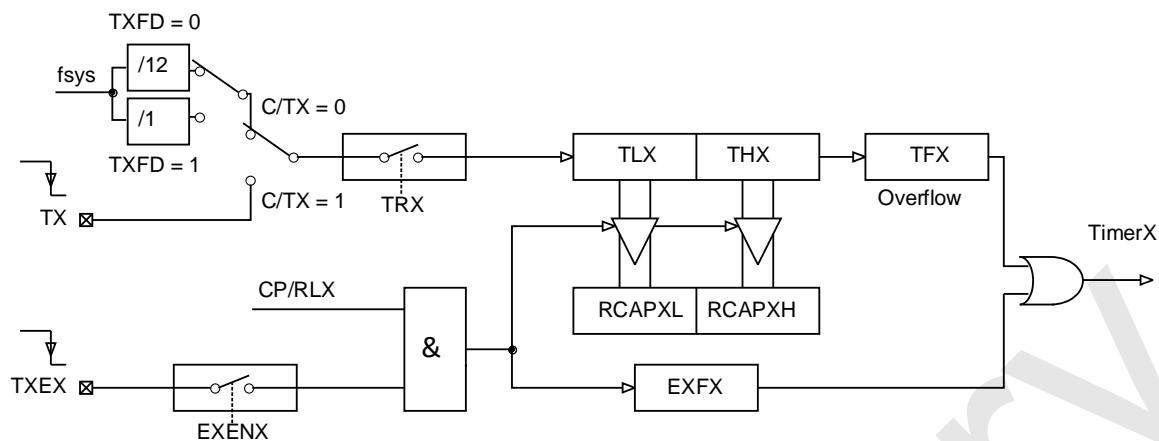 TXFD = 0
/12
fsys
C/TX = 0
/1
TXFD = 1
TLX
THX
TFX
Overflow
TX
C/TX = 1
TRX
TimerX
CP/RLX
RCAPXL
RCAPXH
&
TXEX
EXFX
EXENX